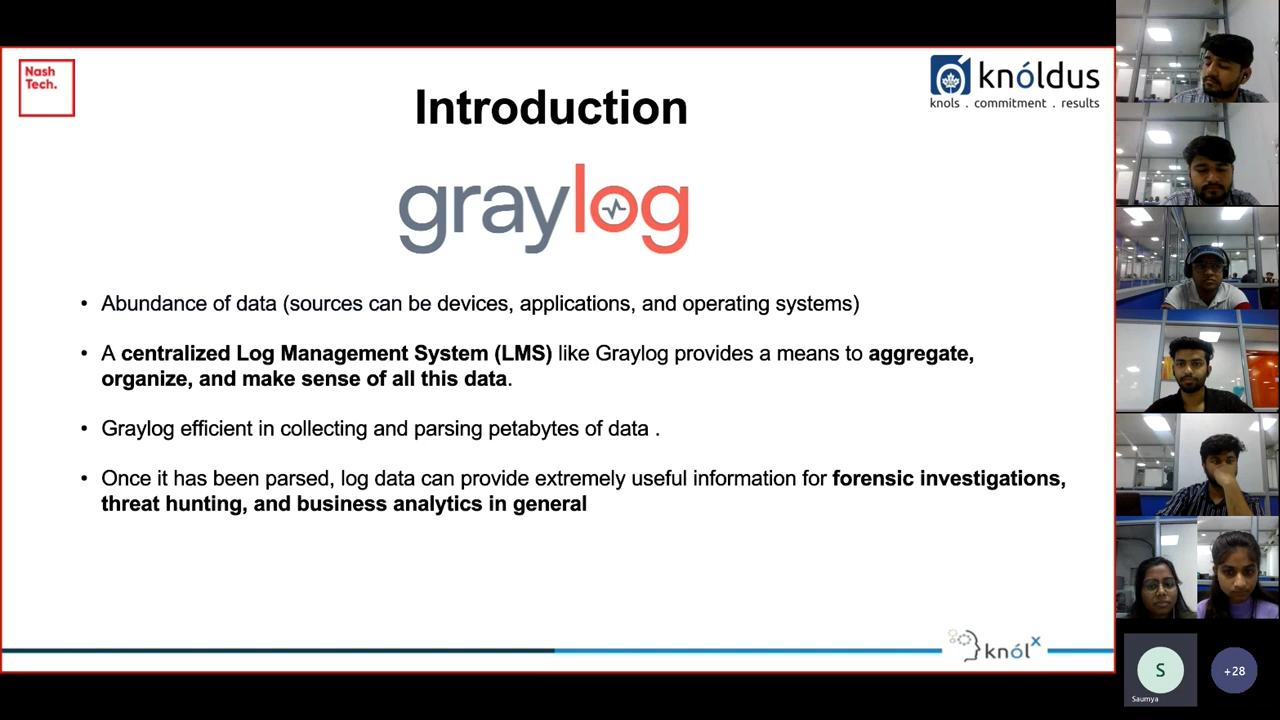 Nash
Tech.
knóldus
knols . commitment . results
Introduction
graylog
• Abundance of data (sources can be devices, applications, and operating systems)
• A centralized Log Management System (LMS) like Graylog provides a means to aggregate,
organize, and make sense of all this data.
• Graylog efficient in collecting and parsing petabytes of data .
• Once it has been parsed, log data can provide extremely useful information for forensic investigations,
threat hunting, and business analytics in general
knólx
S
Saumya
+28